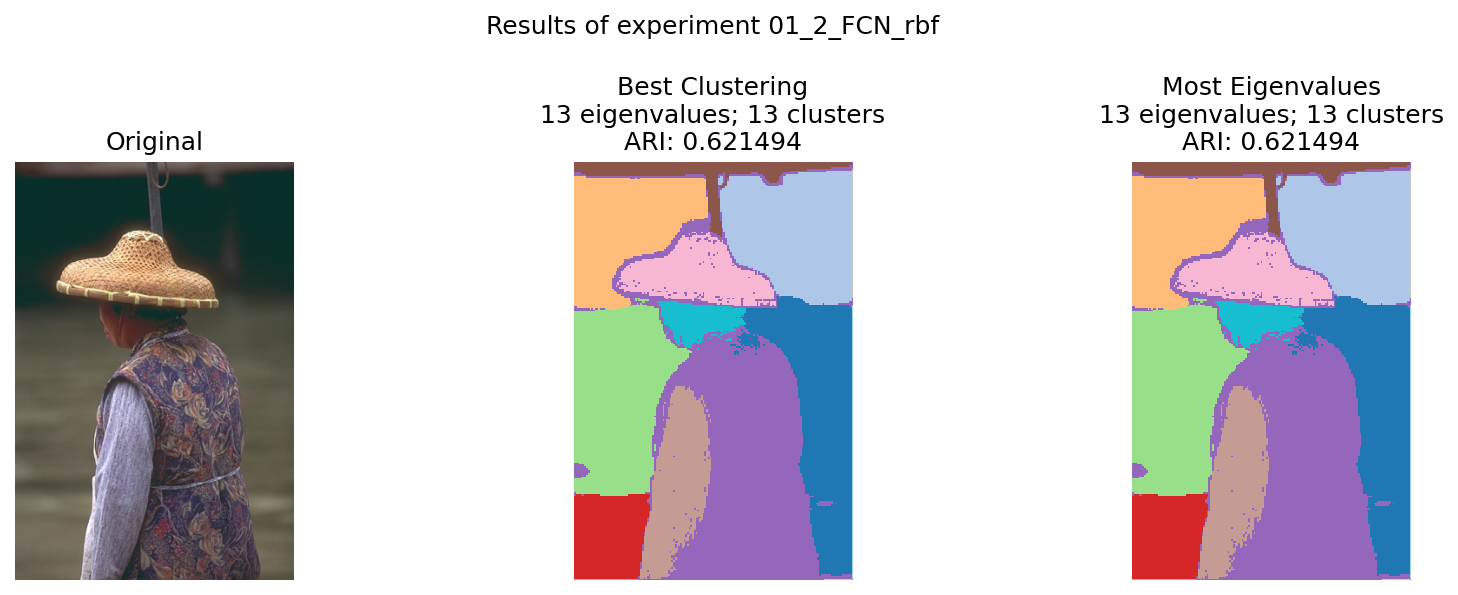 Results of experiment 01_2_FCN_rbf
Original
Best Clustering
13 eigenvalues; 13 clusters
ARI: 0.621494
Most Eigenvalues
13 eigenvalues; 13 clusters
ARI: 0.621494